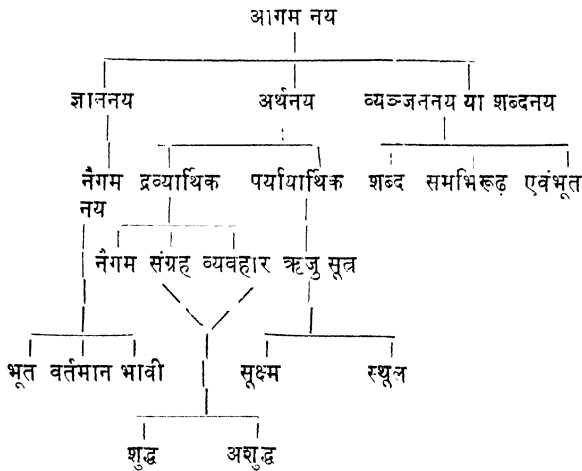 आगम नय
ज्ञाननय अर्थनय व्यञ्जननय या शब्दनय
नैगम द्रव्यार्थिक पर्यायार्थिक शब्द समभिरूढ़ एवंभूत
नय
नैगम संग्रह व्यवहार ऋजु सूत्र
भूत वर्तमान भावी सूक्ष्म स्थूल
शुद्ध अशुद्ध